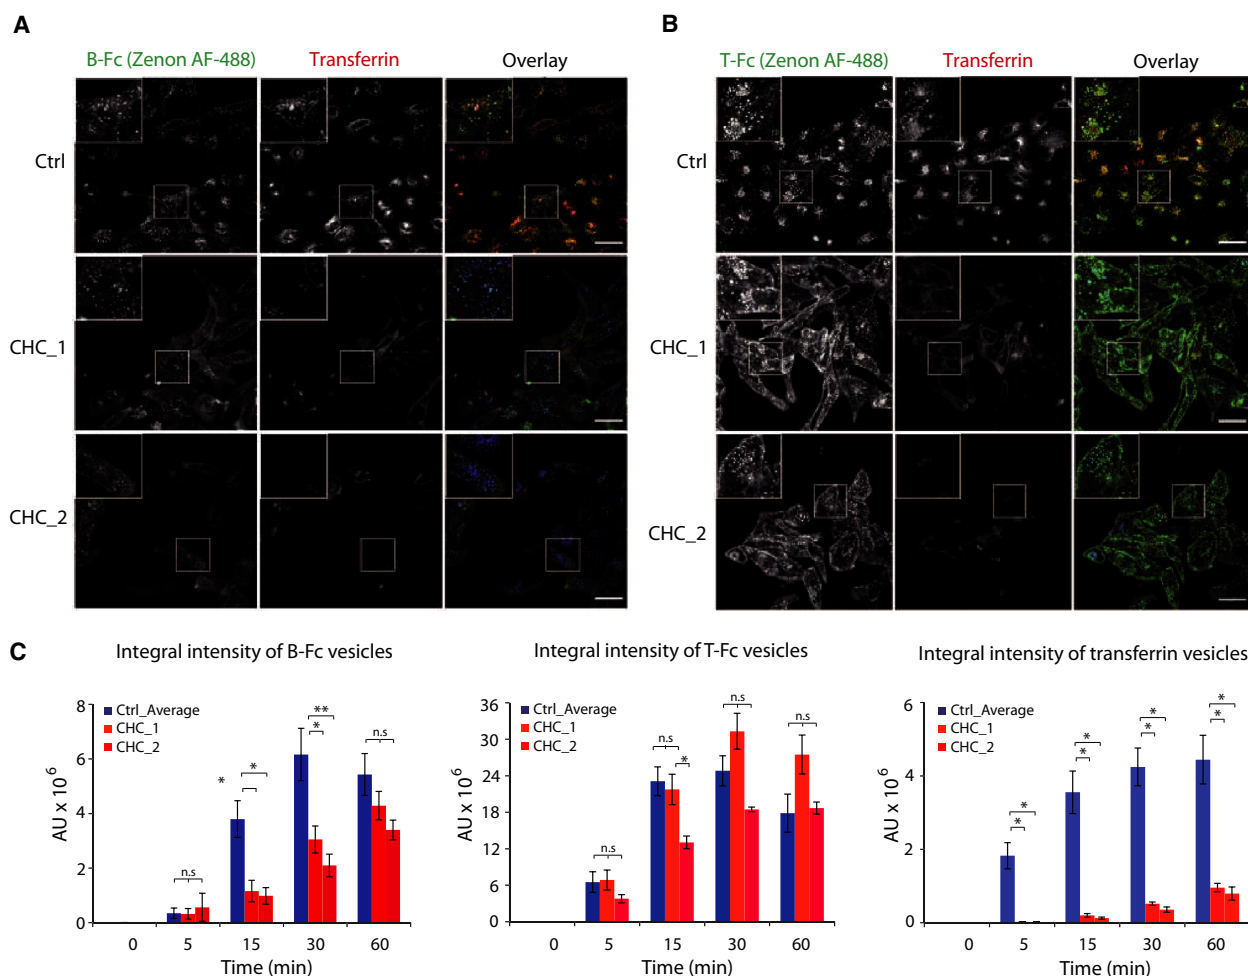 A
B
B-Fc (Zenon AF-488) Transferrin Overlay
T-Fc (Zenon AF-488) Transferrin Overlay
Ctrl
CHC_1
CHC_2
Ctrl
CHC_1
CHC_2
C
Integral intensity of B-Fc vesicles
8
6
4
2
0
AU x 10⁶
Ctrl_Average
CHC_1
CHC_2
n.s
*
*
**
*
n.s
0 5 15 30 60
Time (min)
Integral intensity of T-Fc vesicles
36
30
24
18
12
6
0
AU x 10⁶
Ctrl_Average
CHC_1
CHC_2
n.s
n.s
*
n.s
n.s
0 5 15 30 60
Time (min)
Integral intensity of transferrin vesicles
6
4
2
0
AU x 10⁶
Ctrl_Average
CHC_1
CHC_2
*
*
*
*
*
*
*
*
0 5 15 30 60
Time (min)